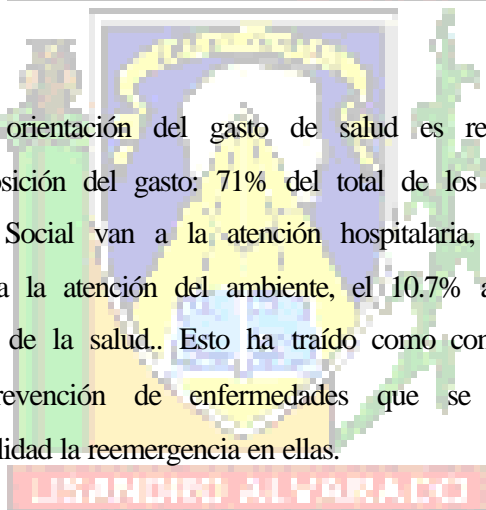 orientación del gasto de salud es re
sición del gasto: 71% del total de los
Social van a la atención hospitalaria,
a la atención del ambiente, el 10.7% a
de la salud.. Esto ha traído como con
revención de enfermedades que se
lidad la reemergencia en ellas.
LISANDRO ALVARADO